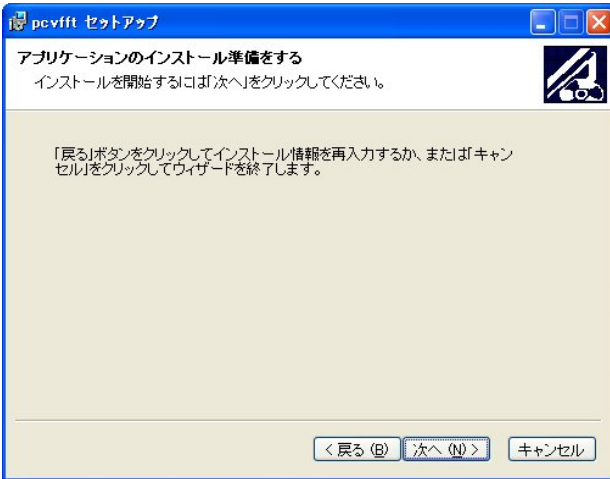 pcvfft セットアップ
アプリケーションのインストール準備をする
インストールを開始するには「次へ」をクリックしてください。
「戻る」ボタンをクリックしてインストール情報を再入力するか、または「キャン
セル」をクリックしてウィザードを終了します。
< 戻る (B) 次へ (N) > キャンセル